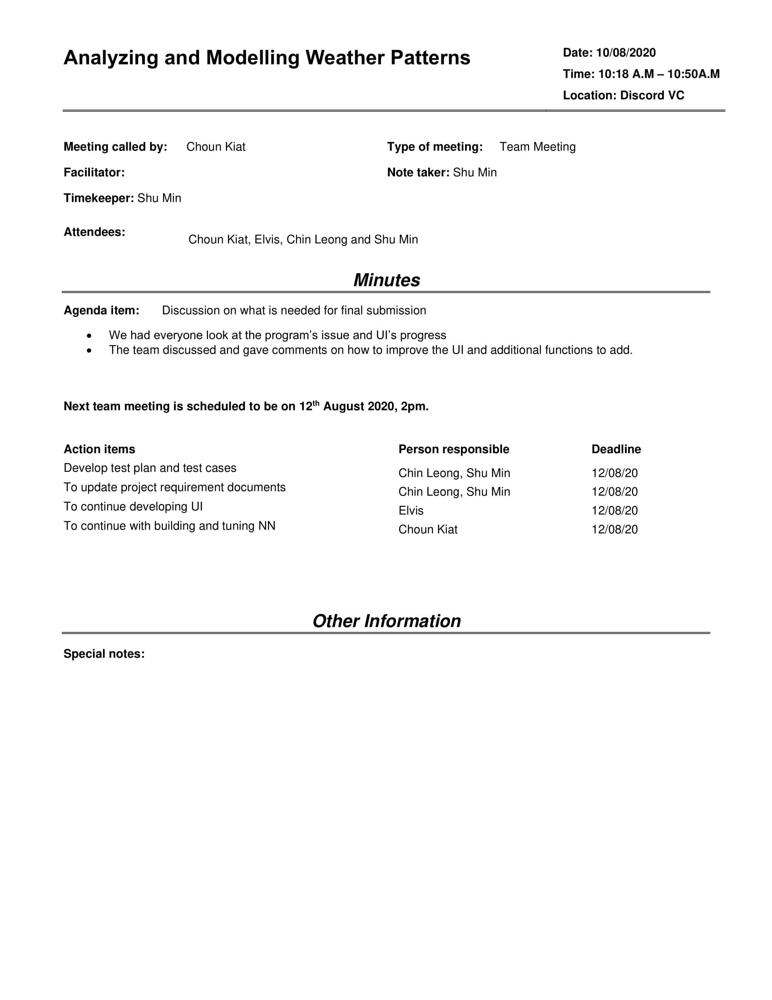 Analyzing and Modelling Weather Patterns
Date: 10/08/2020
Time: 10:18 A.M – 10:50A.M
Location: Discord VC
Meeting called by: Choun Kiat Type of meeting: Team Meeting
Facilitator: Note taker: Shu Min
Timekeeper: Shu Min
Attendees: Choun Kiat, Elvis, Chin Leong and Shu Min
Minutes
Agenda item: Discussion on what is needed for final submission
• We had everyone look at the program’s issue and UI’s progress
• The team discussed and gave comments on how to improve the UI and additional functions to add.
Next team meeting is scheduled to be on 12th August 2020, 2pm.
Action items Person responsible Deadline
Develop test plan and test cases Chin Leong, Shu Min 12/08/20
To update project requirement documents Chin Leong, Shu Min 12/08/20
To continue developing UI Elvis 12/08/20
To continue with building and tuning NN Choun Kiat 12/08/20
Other Information
Special notes: